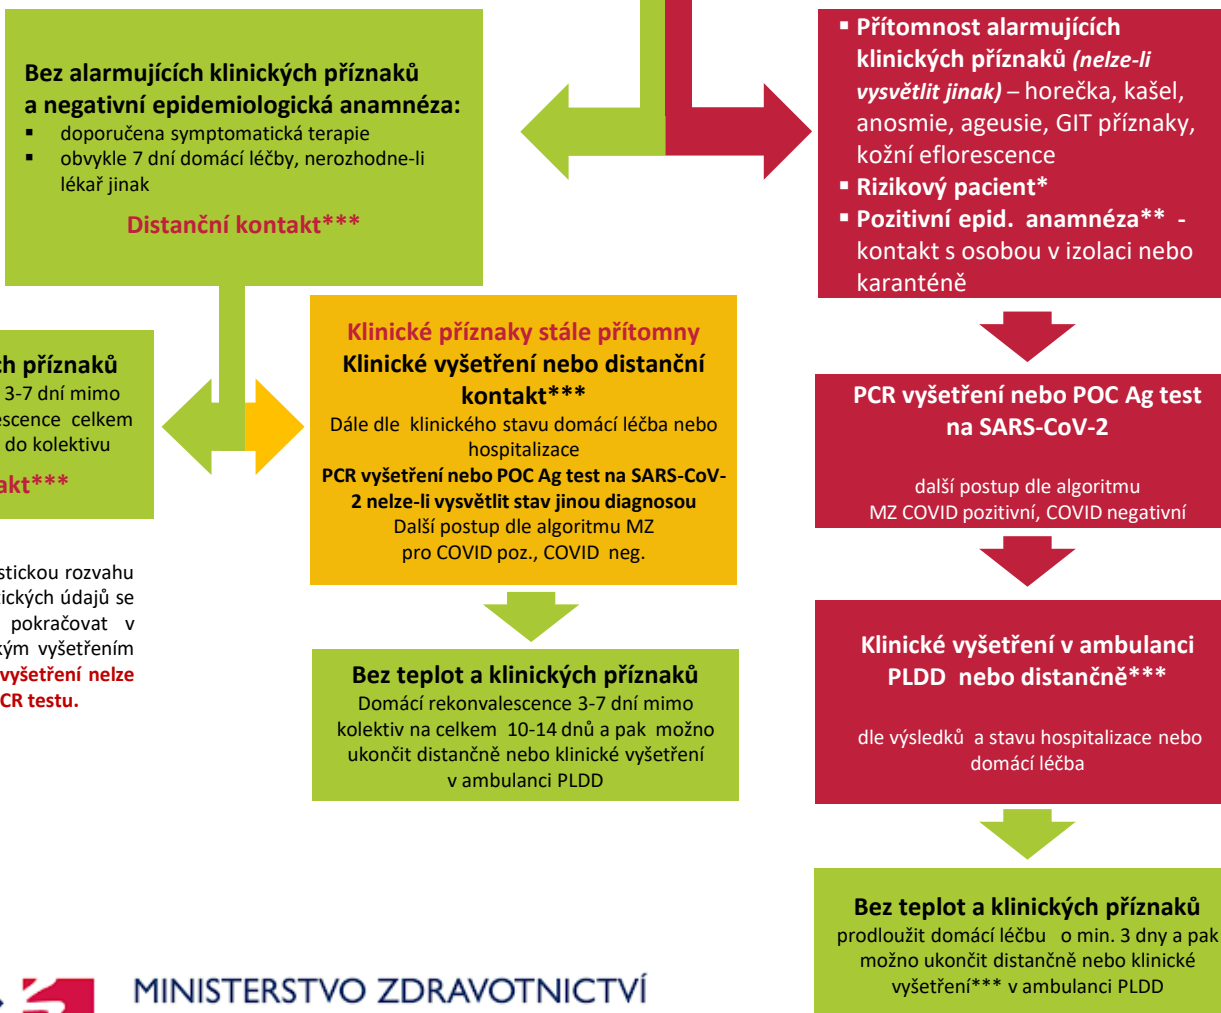 Bez alarmujících klinických příznaků
a negativní epidemiologická anamnéza:
▪ doporučena symptomatická terapie
▪ obvykle 7 dní domácí léčby, nerozhodne-li
lékař jinak
Distanční kontakt***
▪ Přítomnost alarmujících
klinických příznaků (nelze-li
vysvětlit jinak) – horečka, kašel,
anosmie, ageusie, GIT příznaky,
kožní eflorescence
▪ Rizikový pacient*
▪ Pozitivní epid. anamnéza** -
kontakt s osobou v izolaci nebo
karanténě
příznaků
3-7 dní mimo
celkem
do kolektivu
Klinické příznaky stále přítomny
Klinické vyšetření nebo distanční
kontakt***
Dále dle klinického stavu domácí léčba nebo
hospitalizace
PCR vyšetření nebo POC Ag test na SARS-CoV-
2 nelze-li vysvětlit stav jinou diagnosou
Další postup dle algoritmu MZ
pro COVID poz., COVID neg.
PCR vyšetření nebo POC Ag test
na SARS-CoV-2
další postup dle algoritmu
MZ COVID pozitivní, COVID negativní
rozvahu
údajů se
pokračovat v
vyšetřením
vyšetření nelze
testu.
Bez teplot a klinických příznaků
Domácí rekonvalescence 3-7 dní mimo
kolektiv na celkem 10-14 dnů a pak možno
ukončit distančně nebo klinické vyšetření
v ambulanci PLDD
Klinické vyšetření v ambulanci
PLDD nebo distančně***
dle výsledků a stavu hospitalizace nebo
domácí léčba
Bez teplot a klinických příznaků
prodloužit domácí léčbu o min. 3 dny a pak
možno ukončit distančně nebo klinické
vyšetření*** v ambulanci PLDD
MINISTERSTVO ZDRAVOTNICTVÍ